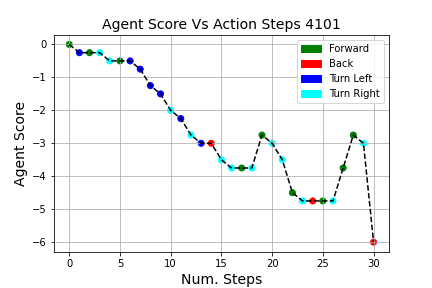 Agent Score Vs Action Steps 4101
Agent Score
0
−1
−2
−3
−4
−5
−6
Forward
Back
Turn Left
Turn Right
0
5
10
15
20
25
30
Num. Steps